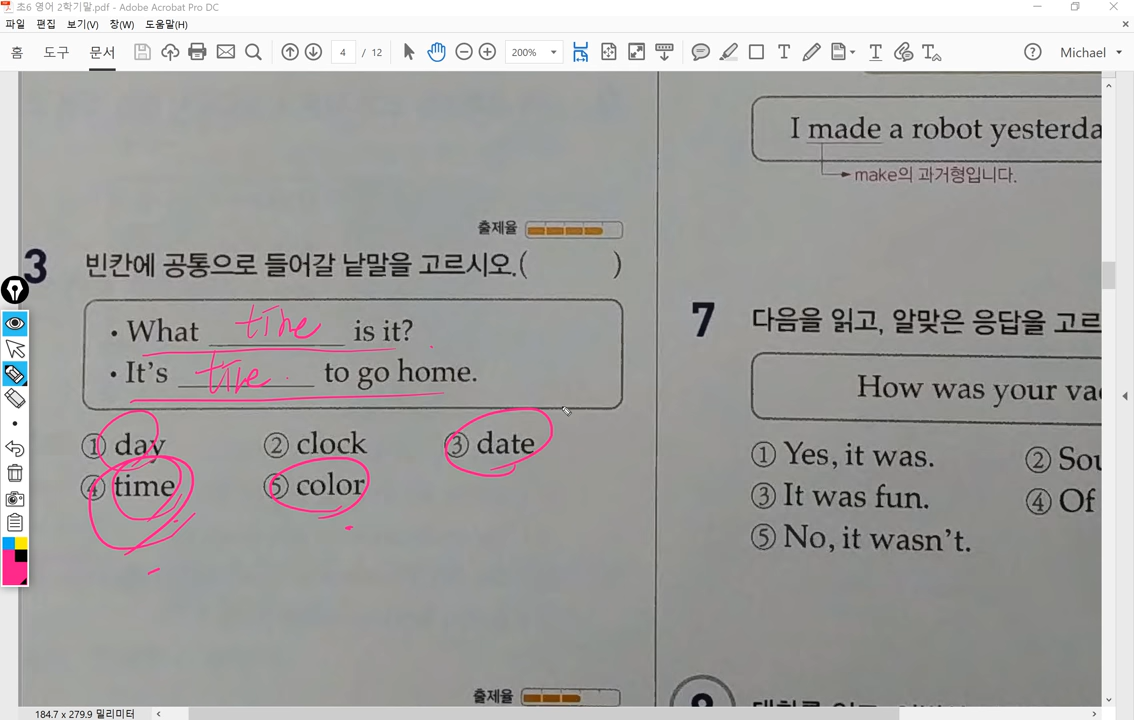 초6 영어 2학기말.pdf - Adobe Acrobat Pro DC
파일 편집 보기(V) 창(W) 도움말(H)
홈 도구 문서 4 / 12 200% Michael
I made a robot yesterda
make의 과거형입니다.
출제율
3 빈칸에 공통으로 들어갈 낱말을 고르시오.( )
• What time is it?
• It's time to go home.
① day ② clock ③ date
④ time ⑤ color
7 다음을 읽고, 알맞은 응답을 고르
How was your va
① Yes, it was. ② Sou
③ It was fun. ④ Of
⑤ No, it wasn't.
출제율
184.7 x 279.9 밀리미터